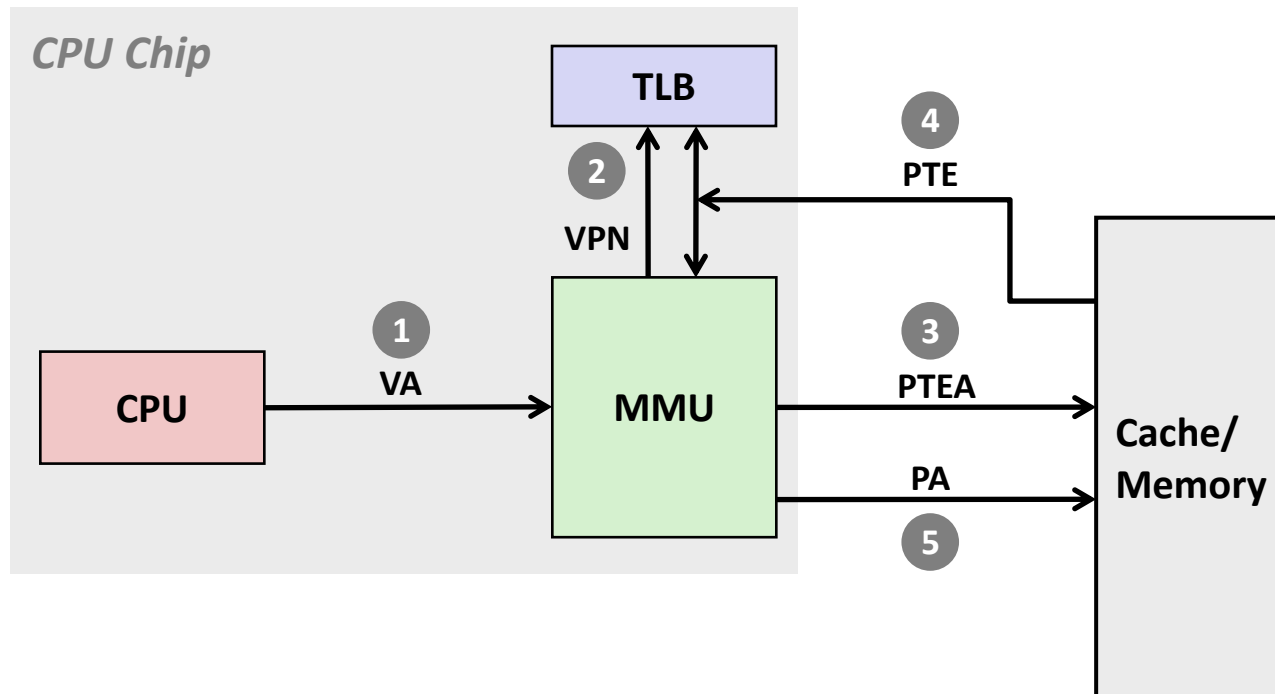 CPU Chip
TLB
4
PTE
2
VPN
1
VA
3
PTEA
CPU
MMU
Cache/
Memory
PA
5